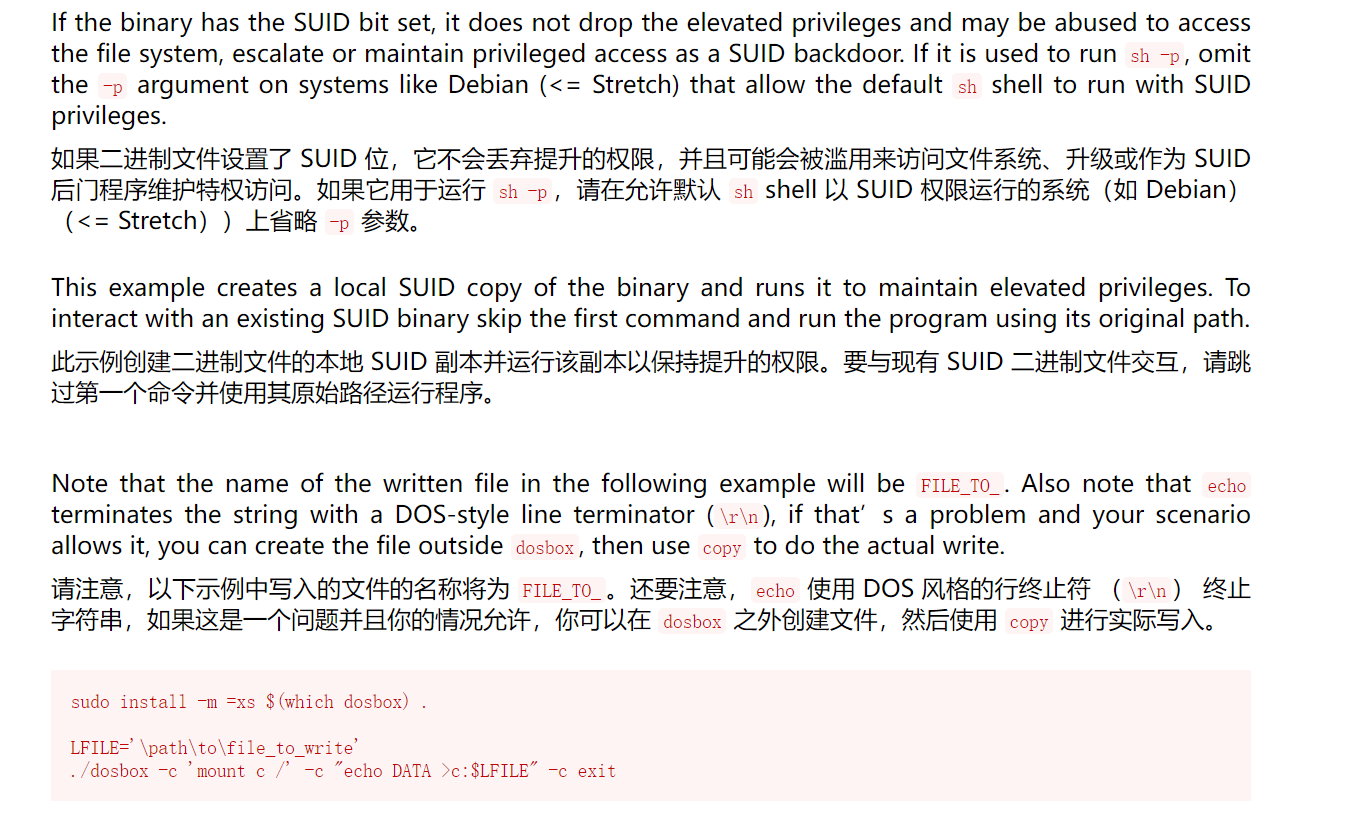 If the binary has the SUID bit set, it does not drop the elevated privileges and may be abused to access
the file system, escalate or maintain privileged access as a SUID backdoor. If it is used to run sh -p, omit
the -p argument on systems like Debian (<= Stretch) that allow the default sh shell to run with SUID
privileges.
如果二进制文件设置了 SUID 位，它不会丢弃提升的权限，并且可能会被滥用来访问文件系统、升级或作为 SUID
后门程序维护特权访问。如果它用于运行 sh -p，请在允许默认 sh shell 以 SUID 权限运行的系统（如 Debian）
（<= Stretch））上省略 -p 参数。
This example creates a local SUID copy of the binary and runs it to maintain elevated privileges. To
interact with an existing SUID binary skip the first command and run the program using its original path.
此示例创建二进制文件的本地 SUID 副本并运行该副本以保持提升的权限。要与现有 SUID 二进制文件交互，请跳
过第一个命令并使用其原始路径运行程序。
Note that the name of the written file in the following example will be FILE_TO_. Also note that echo
terminates the string with a DOS-style line terminator (\r\n), if that’s a problem and your scenario
allows it, you can create the file outside dosbox, then use copy to do the actual write.
请注意，以下示例中写入的文件的名称将为 FILE_TO_。还要注意，echo 使用 DOS 风格的行终止符 （\r\n） 终止
字符串，如果这是一个问题并且你的情况允许，你可以在 dosbox 之外创建文件，然后使用 copy 进行实际写入。
sudo install -m =xs $(which dosbox) .
LFILE='\path\to\file_to_write'
./dosbox -c 'mount c /' -c "echo DATA >c:$LFILE" -c exit